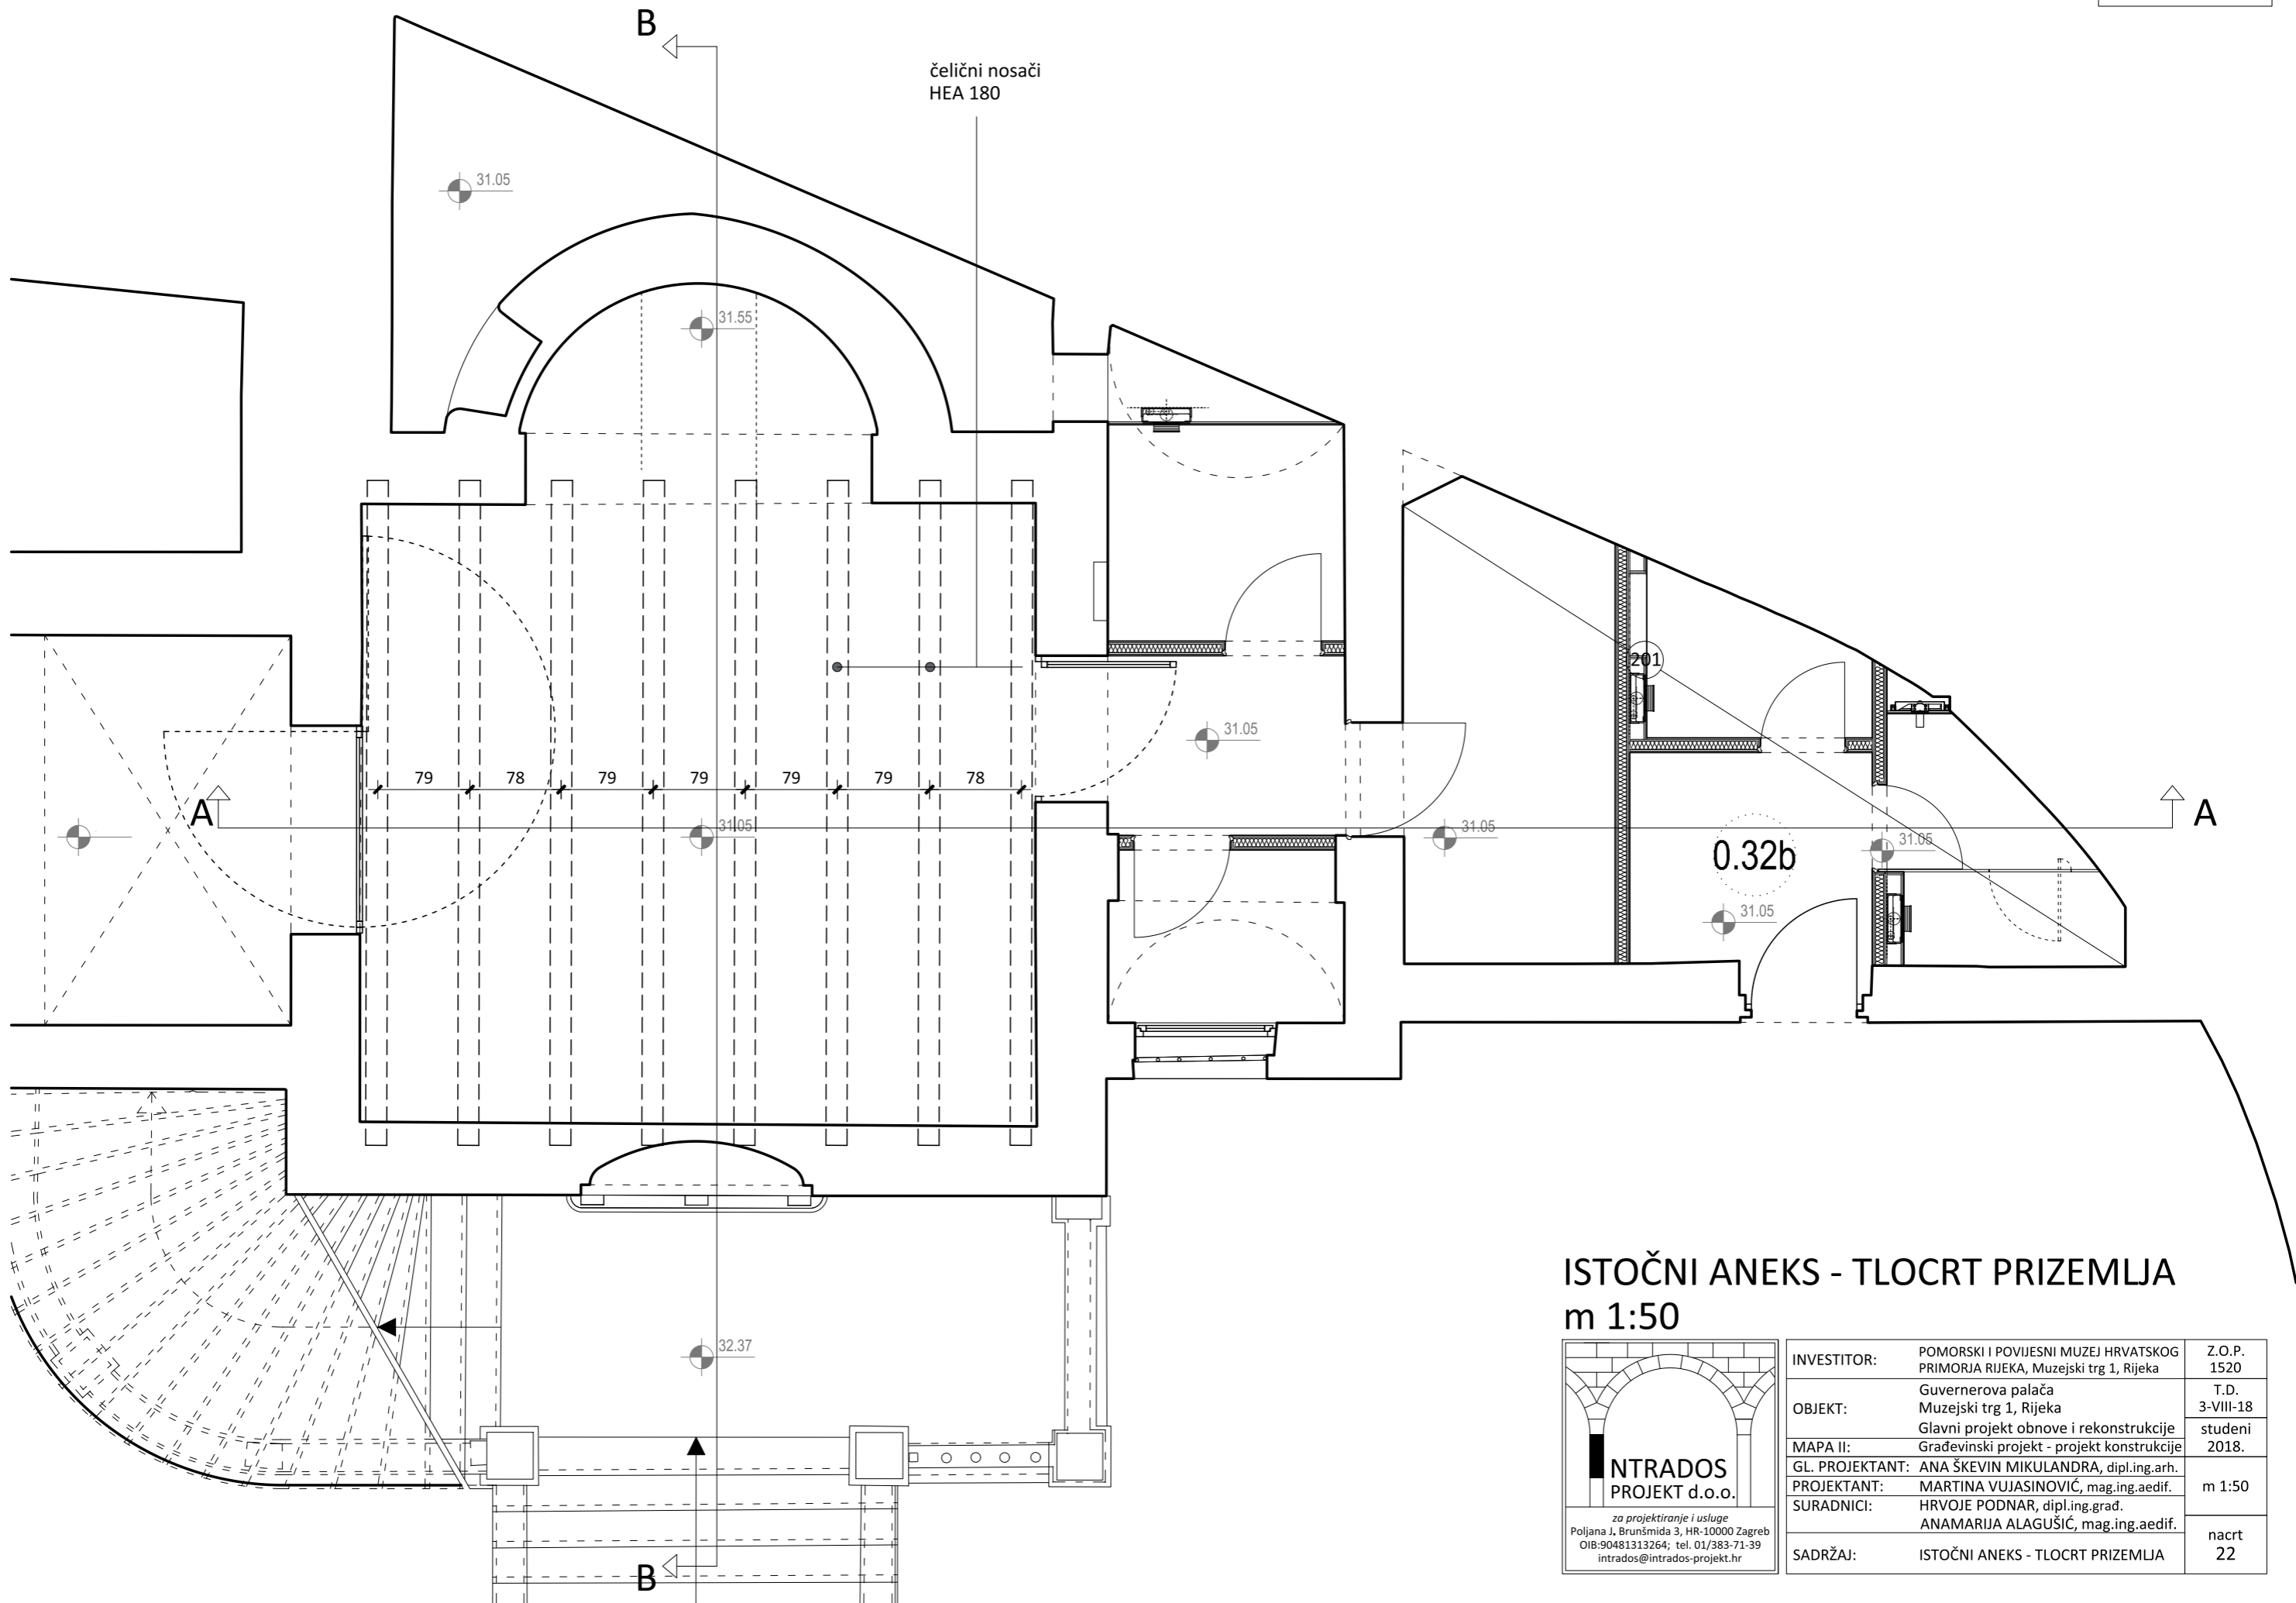 B
čelični nosači
HEA 180
31.05
31.55
201
31.05
79 78 79 79 79 79 78
A
31.05
31.05
A
0.32b
31.05
31.05
32.37
B
ISTOČNI ANEKS - TLOCRT PRIZEMLJA
m 1:50
NTRADOS
PROJEKT d.o.o.
za projektiranje i usluge
Poljana J. Brunšmida 3, HR-10000 Zagreb
OIB:90481313264; tel. 01/383-71-39
intrados@intrados-projekt.hr
INVESTITOR: POMORSKI I POVIJESNI MUZEJ HRVATSKOG
PRIMORJA RIJEKA, Muzejski trg 1, Rijeka
Z.O.P.
1520
OBJEKT: Guvernerova palača
Muzejski trg 1, Rijeka
Glavni projekt obnove i rekonstrukcije
T.D.
3-VIII-18
studeni
2018.
MAPA II: Građevinski projekt - projekt konstrukcije
GL. PROJEKTANT: ANA ŠKEVIN MIKULANDRA, dipl.ing.arh.
PROJEKTANT: MARTINA VUJASINOVIĆ, mag.ing.aedif.
m 1:50
SURADNICI: HRVOJE PODNAR, dipl.ing.građ.
ANAMARIJA ALAGUŠIĆ, mag.ing.aedif.
SADRŽAJ: ISTOČNI ANEKS - TLOCRT PRIZEMLJA
nacrt
22